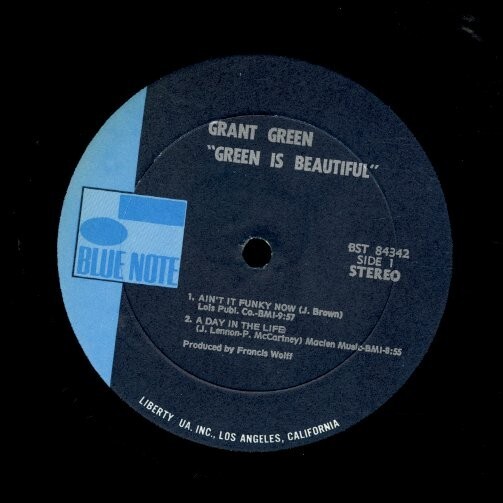 GRANT GREEN
"GREEN IS BEAUTIFUL"
BLUE NOTE
BST 84342
SIDE 1
STEREO
1. AIN'T IT FUNKY NOW (J. Brown)
Lois Publ. Co.-BMI-9:57
2. A DAY IN THE LIFE
(J. Lennon-P. McCartney) Maclen Music-BMI-8:55
Produced by Francis Wolff
LIBERTY UA. INC., LOS ANGELES, CALIFORNIA